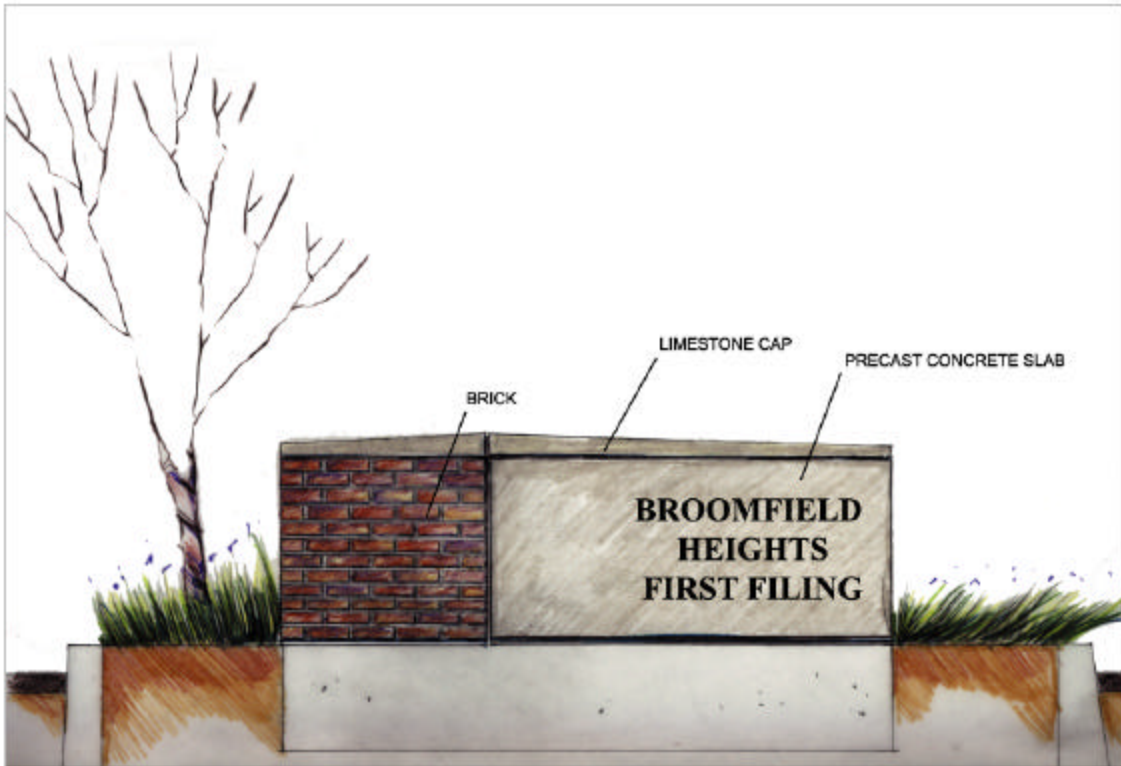 LIMESTONE CAP
PRECAST CONCRETE SLAB
BRICK
BROOMFIELD
HEIGHTS
FIRST FILING